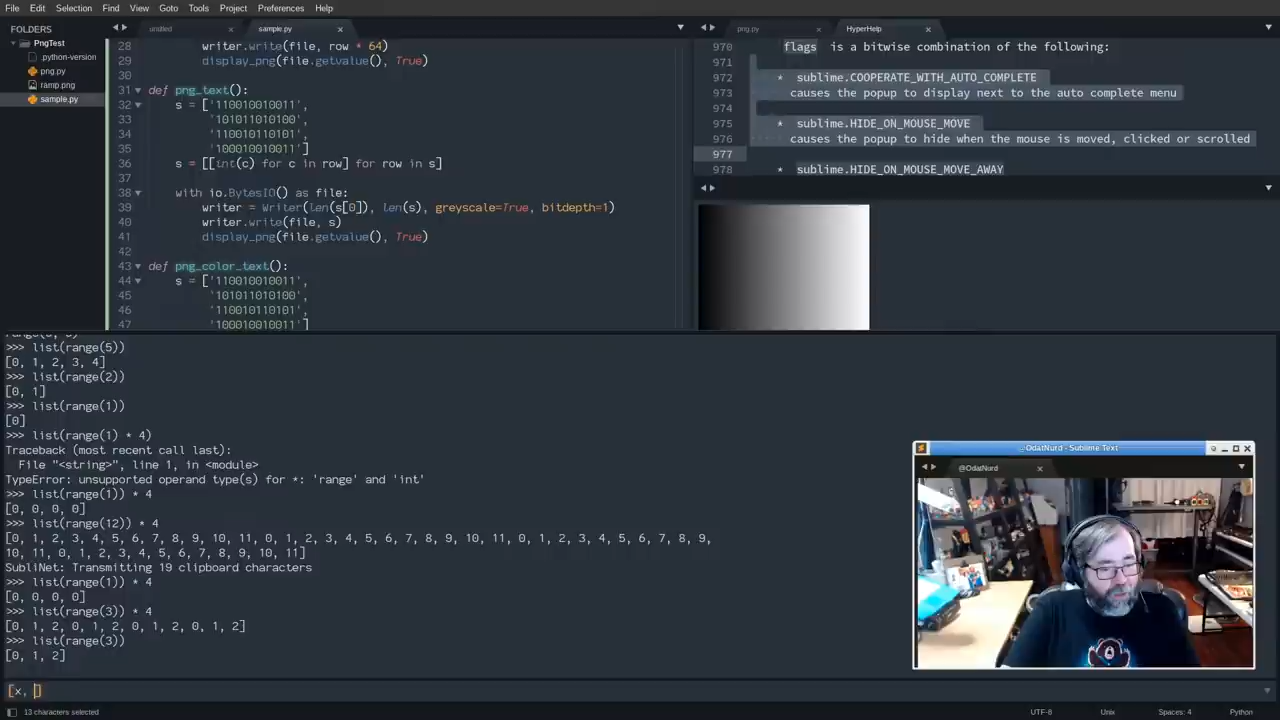 File Edit Selection Find View Goto Tools Project Preferences Help
FOLDERS
PngTest
.python-version
png.py
ramp.png
sample.py
untitled
sample.py
28 writer.write(file, row * 64)
29 display_png(file.getvalue(), True)
30
31 def png_text():
32 s = ['110010010011',
33 '101011010100',
34 '110010110101',
35 '100010010011']
36 s = [[int(c) for c in row] for row in s]
37
38 with io.BytesIO() as file:
39 writer = Writer(len(s[0]), len(s), greyscale=True, bitdepth=1)
40 writer.write(file, s)
41 display_png(file.getvalue(), True)
42
43 def png_color_text():
44 s = ['110010010011',
45 '101011010100',
46 '110010110101',
47 '100010010011']
png.py
HyperHelp
970 flags is a bitwise combination of the following:
971
972 * sublime.COOPERATE_WITH_AUTO_COMPLETE
973 causes the popup to display next to the auto complete menu
974
975 * sublime.HIDE_ON_MOUSE_MOVE
976 causes the popup to hide when the mouse is moved, clicked or scrolled
977
978 * sublime.HIDE_ON_MOUSE_MOVE_AWAY
>>> list(range(5))
[0, 1, 2, 3, 4]
>>> list(range(2))
[0, 1]
>>> list(range(1))
[0]
>>> list(range(1) * 4)
Traceback (most recent call last):
File "<string>", line 1, in <module>
TypeError: unsupported operand type(s) for *: 'range' and 'int'
>>> list(range(1)) * 4
[0, 0, 0, 0]
>>> list(range(12)) * 4
[0, 1, 2, 3, 4, 5, 6, 7, 8, 9, 10, 11, 0, 1, 2, 3, 4, 5, 6, 7, 8, 9, 10, 11, 0, 1, 2, 3, 4, 5, 6, 7, 8, 9,
10, 11, 0, 1, 2, 3, 4, 5, 6, 7, 8, 9, 10, 11]
SubliNet: Transmitting 19 clipboard characters
>>> list(range(1)) * 4
[0, 0, 0, 0]
>>> list(range(3)) * 4
[0, 1, 2, 0, 1, 2, 0, 1, 2, 0, 1, 2]
>>> list(range(3))
[0, 1, 2]
@OdatNurd - Sublime Text
@OdatNurd
[x, ]
13 characters selected
UTF-8 Unix Spaces: 4 Python